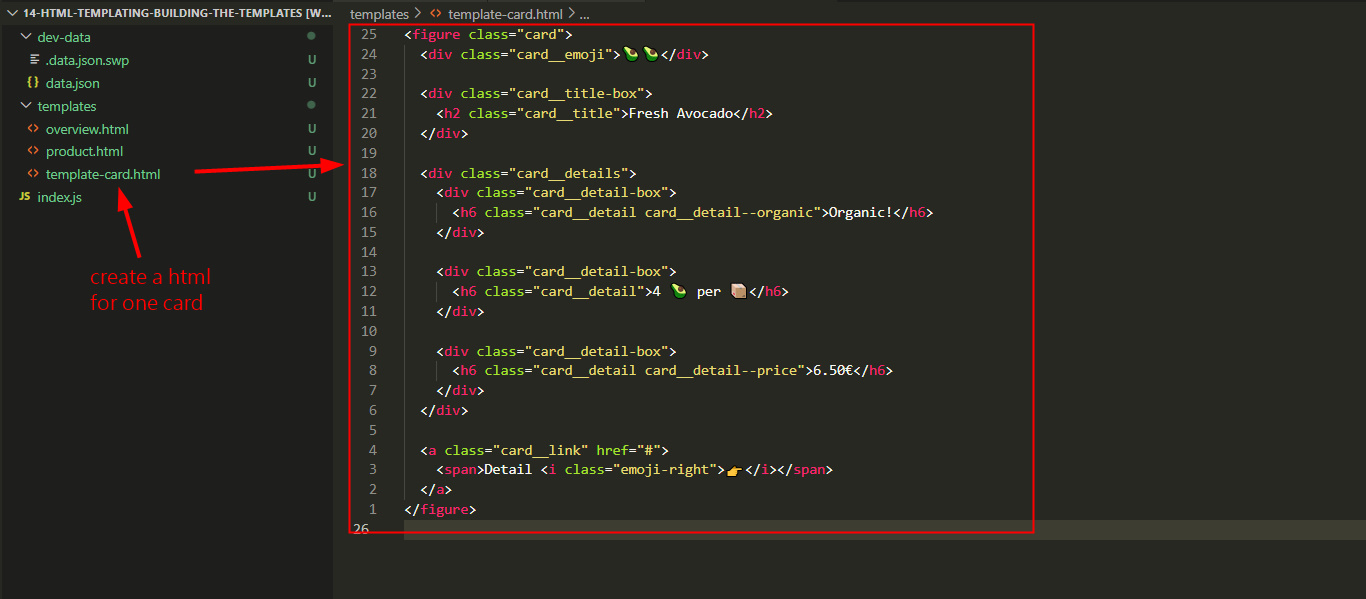 14-HTML-TEMPLATING-BUILDING-THE-TEMPLATES [W...
dev-data
.data.json.swp U
{} data.json U
templates
<> overview.html U
<> product.html U
<> template-card.html U
JS index.js U
create a html
for one card
templates > <> template-card.html > ...
25 <figure class="card">
24 <div class="card__emoji">🥑🥑</div>
23
22 <div class="card__title-box">
21 <h2 class="card__title">Fresh Avocado</h2>
20 </div>
19
18 <div class="card__details">
17 <div class="card__detail-box">
16 <h6 class="card__detail card__detail--organic">Organic!</h6>
15 </div>
14
13 <div class="card__detail-box">
12 <h6 class="card__detail">4 🥑 per 📦</h6>
11 </div>
10
9 <div class="card__detail-box">
8 <h6 class="card__detail card__detail--price">6.50€</h6>
7 </div>
6 </div>
5
4 <a class="card__link" href="#">
3 <span>Detail <i class="emoji-right">👉</i></span>
2 </a>
1 </figure>
26